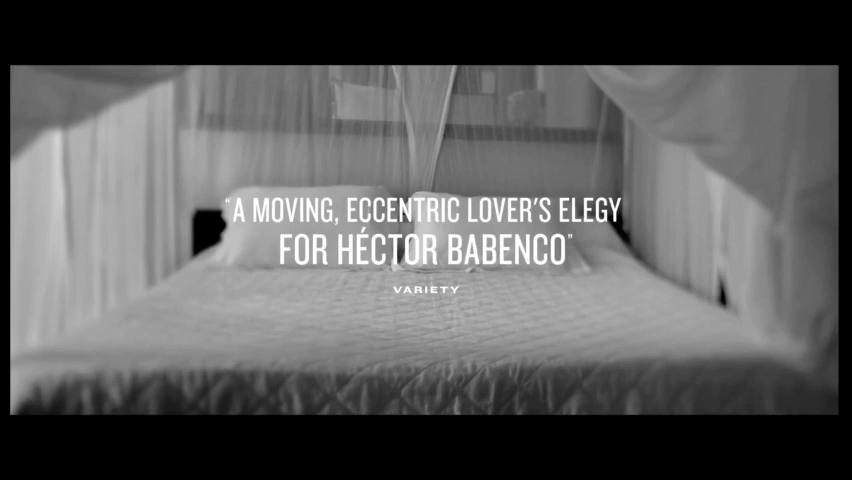 "A MOVING, ECCENTRIC LOVER'S ELEGY
FOR HÉCTOR BABENCO"
VARIETY